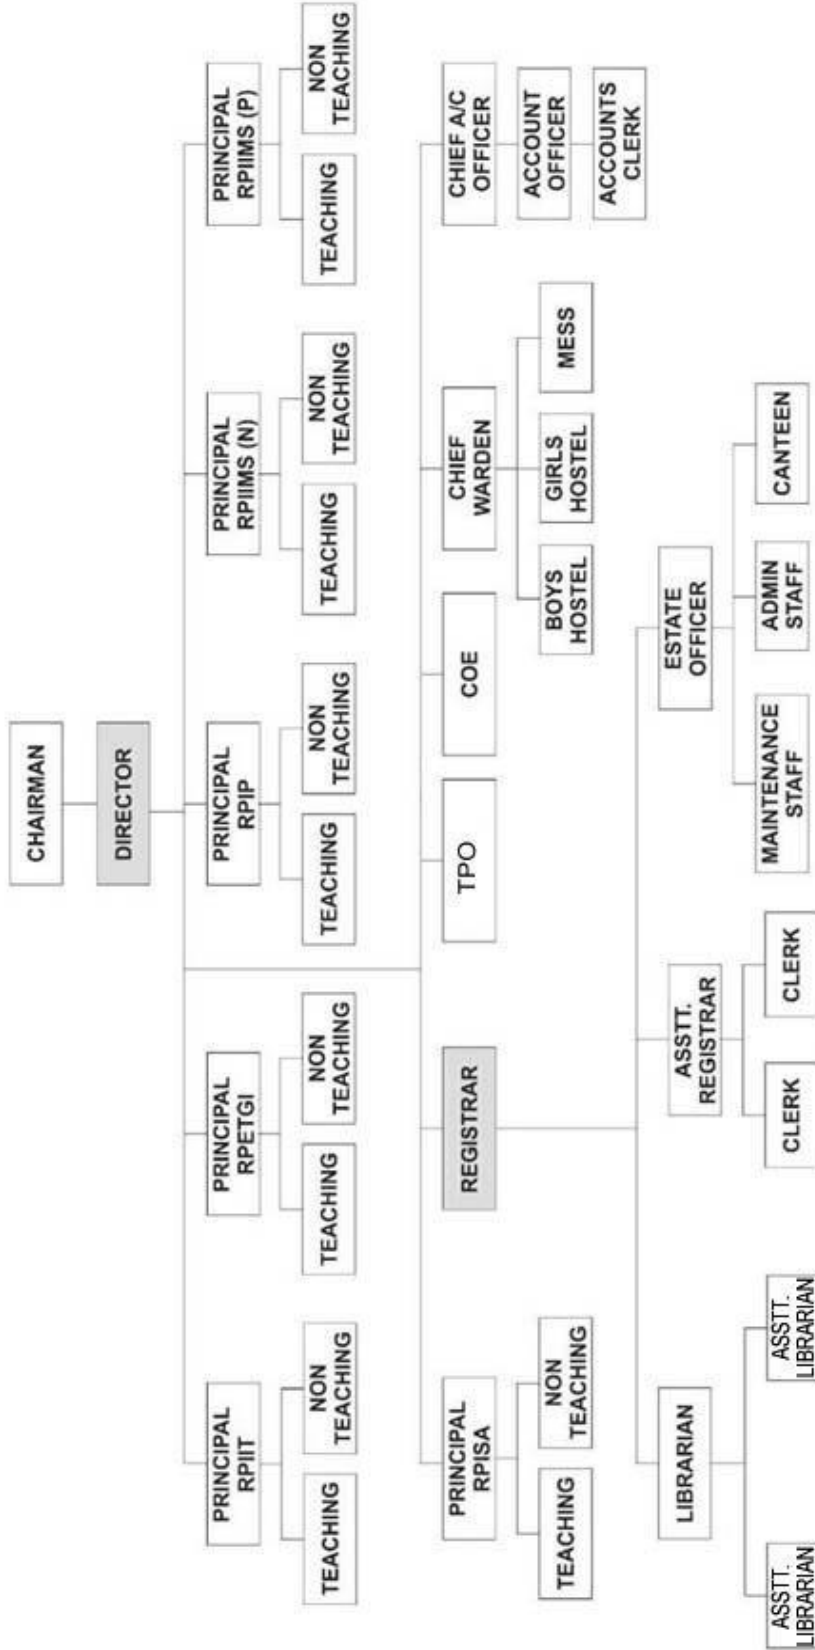 CHAIRMAN
DIRECTOR
PRINCIPAL
RPIIT
PRINCIPAL
RPETGI
PRINCIPAL
RPIP
PRINCIPAL
RPIIMS (N)
PRINCIPAL
RPIIMS (P)
TEACHING
NON
TEACHING
TEACHING
NON
TEACHING
TEACHING
NON
TEACHING
TEACHING
NON
TEACHING
TEACHING
NON
TEACHING
PRINCIPAL
RPISA
REGISTRAR
TPO
COE
CHIEF
WARDEN
CHIEF A/C
OFFICER
TEACHING
NON
TEACHING
BOYS
HOSTEL
GIRLS
HOSTEL
MESS
ACCOUNT
OFFICER
ACCOUNTS
CLERK
LIBRARIAN
ASSTT.
REGISTRAR
ESTATE
OFFICER
ASSTT.
LIBRARIAN
ASSTT.
LIBRARIAN
CLERK
CLERK
MAINTENANCE
STAFF
ADMIN
STAFF
CANTEEN